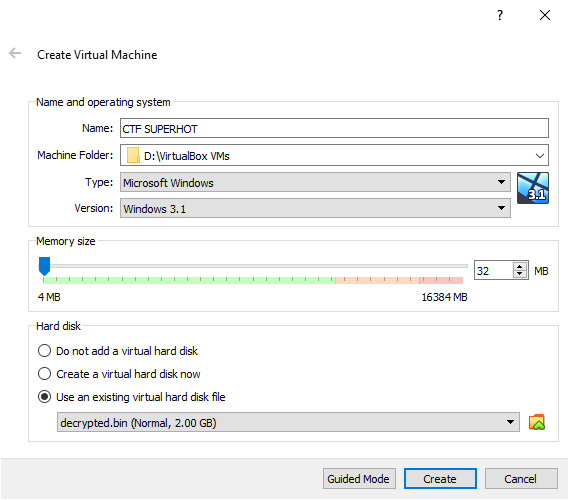 ?
Create Virtual Machine
Name and operating system
Name: CTF SUPERHOT
Machine Folder: D:\VirtualBox VMs
Type: Microsoft Windows
3.1
Version: Windows 3.1
Memory size
32 MB
4 MB 16384 MB
Hard disk
Do not add a virtual hard disk
Create a virtual hard disk now
Use an existing virtual hard disk file
decrypted.bin (Normal, 2.00 GB)
Guided Mode Create Cancel